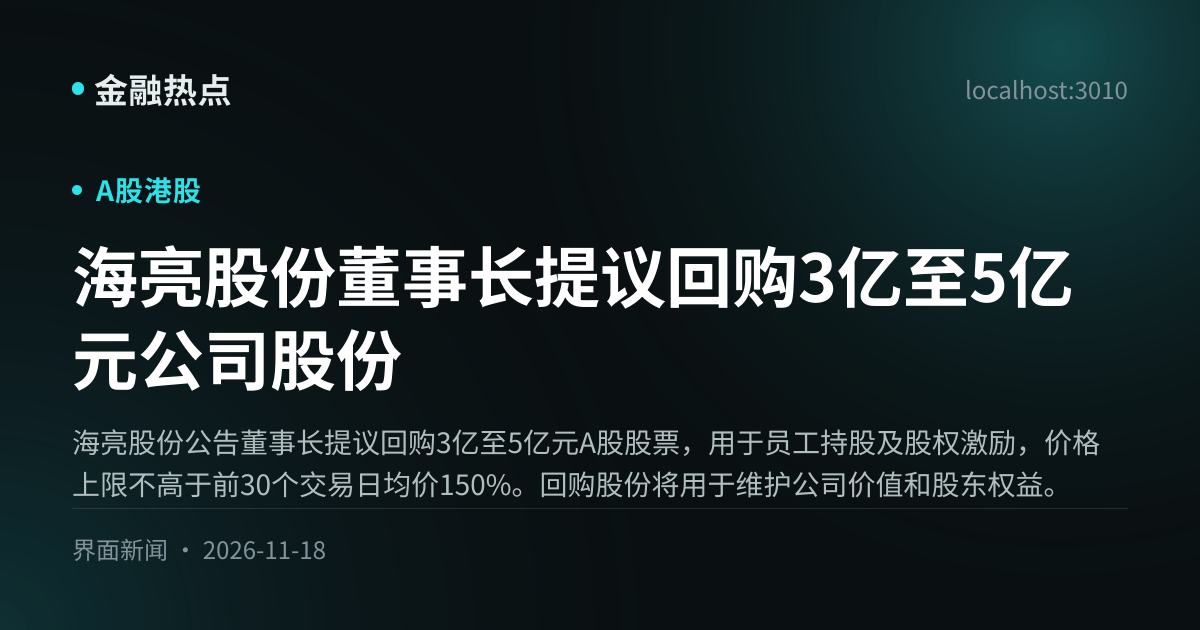 金融热点
localhost:3010
A股港股
海亮股份董事长提议回购3亿至5亿
元公司股份
海亮股份公告董事长提议回购3亿至5亿元A股股票，用于员工持股及股权激励，价格
上限不高于前30个交易日均价150%。回购股份将用于维护公司价值和股东权益。
界面新闻 · 2026-11-18